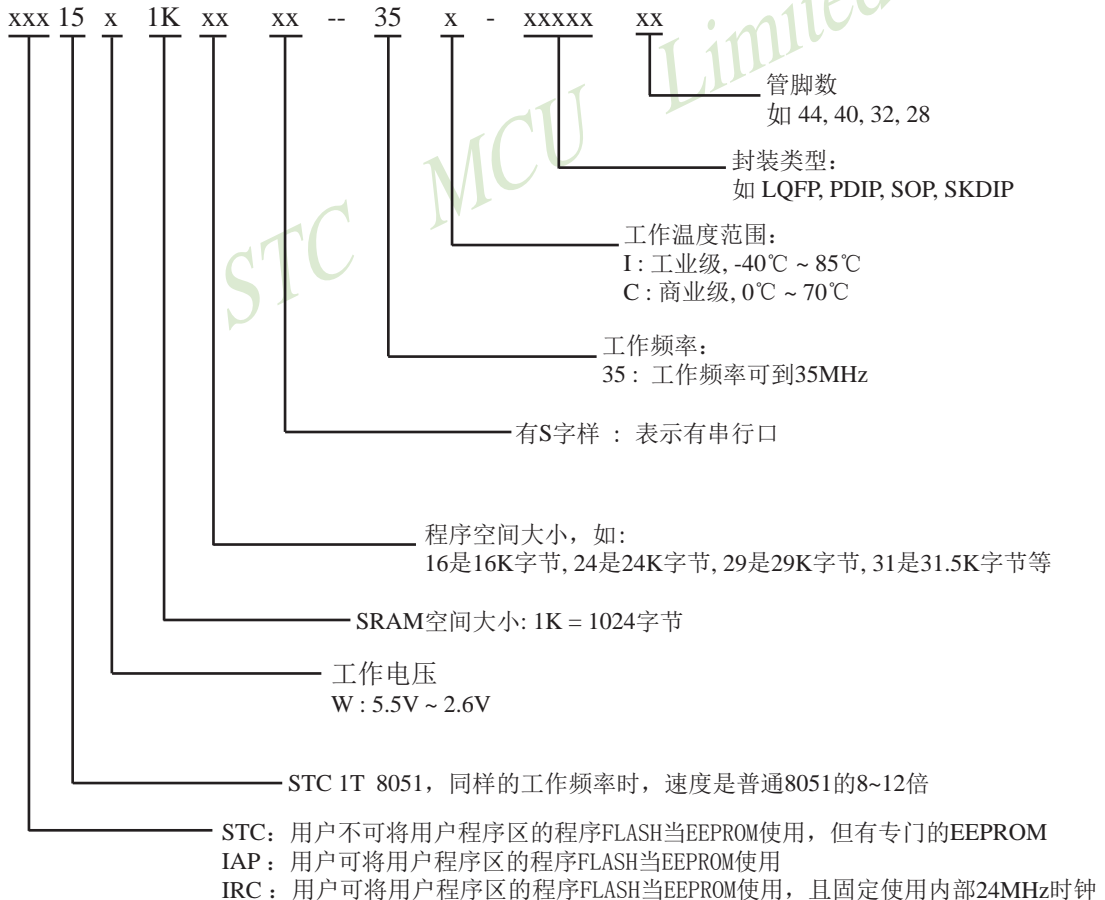 xxx 15 x 1K xx xx -- 35 x - xxxxx xx
管脚数
如 44, 40, 32, 28
封装类型：
如 LQFP, PDIP, SOP, SKDIP
工作温度范围：
I : 工业级, -40℃ ~ 85℃
C : 商业级, 0℃ ~ 70℃
工作频率：
35 : 工作频率可到35MHz
有S字样 : 表示有串行口
程序空间大小，如:
16是16K字节, 24是24K字节, 29是29K字节, 31是31.5K字节等
SRAM空间大小: 1K = 1024字节
工作电压
W : 5.5V ~ 2.6V
STC 1T 8051，同样的工作频率时，速度是普通8051的8~12倍
STC：用户不可将用户程序区的程序FLASH当EEPROM使用，但有专门的EEPROM
IAP：用户可将用户程序区的程序FLASH当EEPROM使用
IRC：用户可将用户程序区的程序FLASH当EEPROM使用，且固定使用内部24MHz时钟
STC MCU Limited